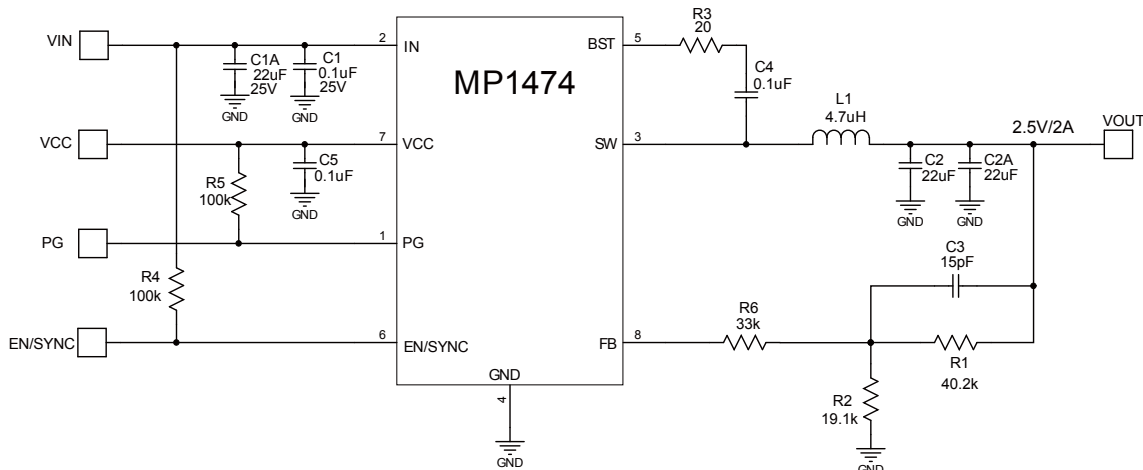 VIN
VCC
PG
EN/SYNC
C1A
22uF
25V
GND
C1
0.1uF
25V
GND
C5
0.1uF
GND
R5
100k
R4
100k
2
7
1
6
MP1474
IN
VCC
PG
EN/SYNC
GND
4
GND
BST
SW
FB
5
3
8
R3
20
C4
0.1uF
L1
4.7uH
2.5V/2A
VOUT
C2
22uF
GND
C2A
22uF
GND
C3
15pF
R6
33k
R1
40.2k
R2
19.1k
GND